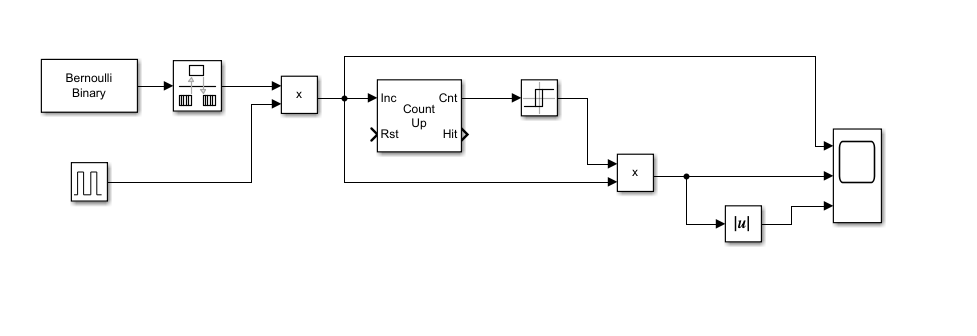 Bernoulli
Binary
x
Inc
Cnt
Count
Up
Rst
Hit
x
|u|